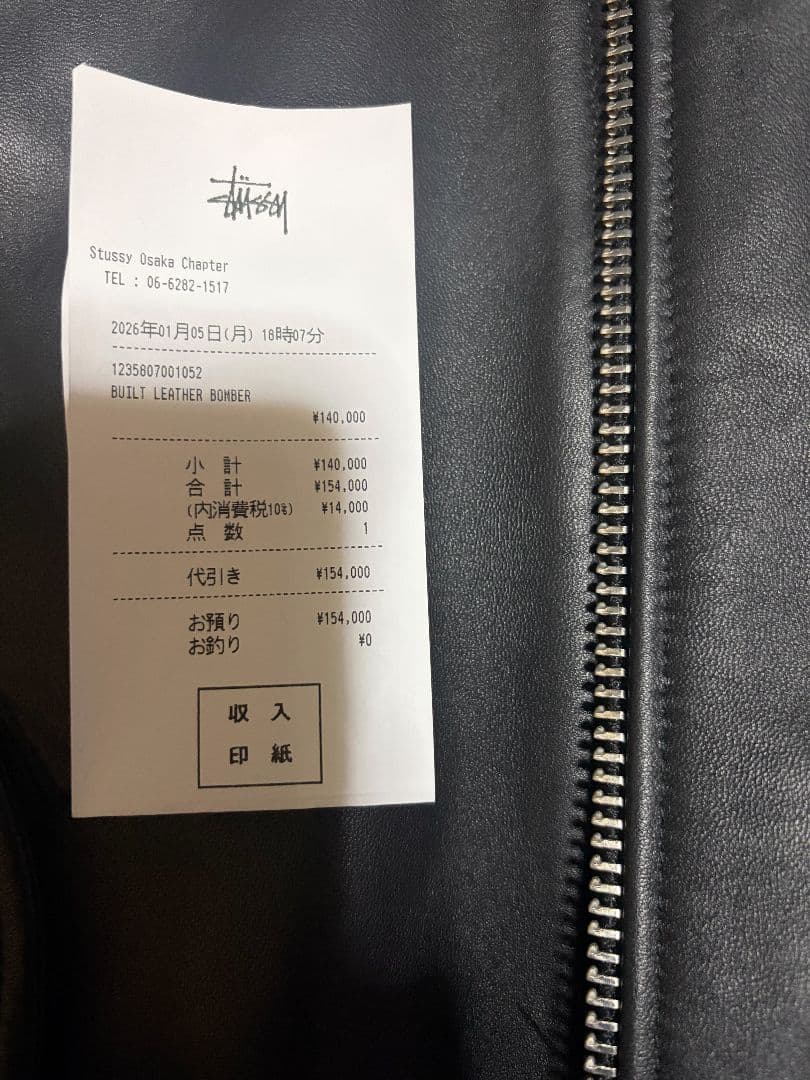 STÜSSY
Stussy Osaka Chapter
TEL : 06-6282-1517
2026年01月05日(月) 18時07分
1235807001052
BUILT LEATHER BOMBER
¥140,000
小 計 ¥140,000
合 計 ¥154,000
(内消費税10%) ¥14,000
点 数 1
代引き ¥154,000
お預り ¥154,000
お釣り ¥0
収 入
印 紙